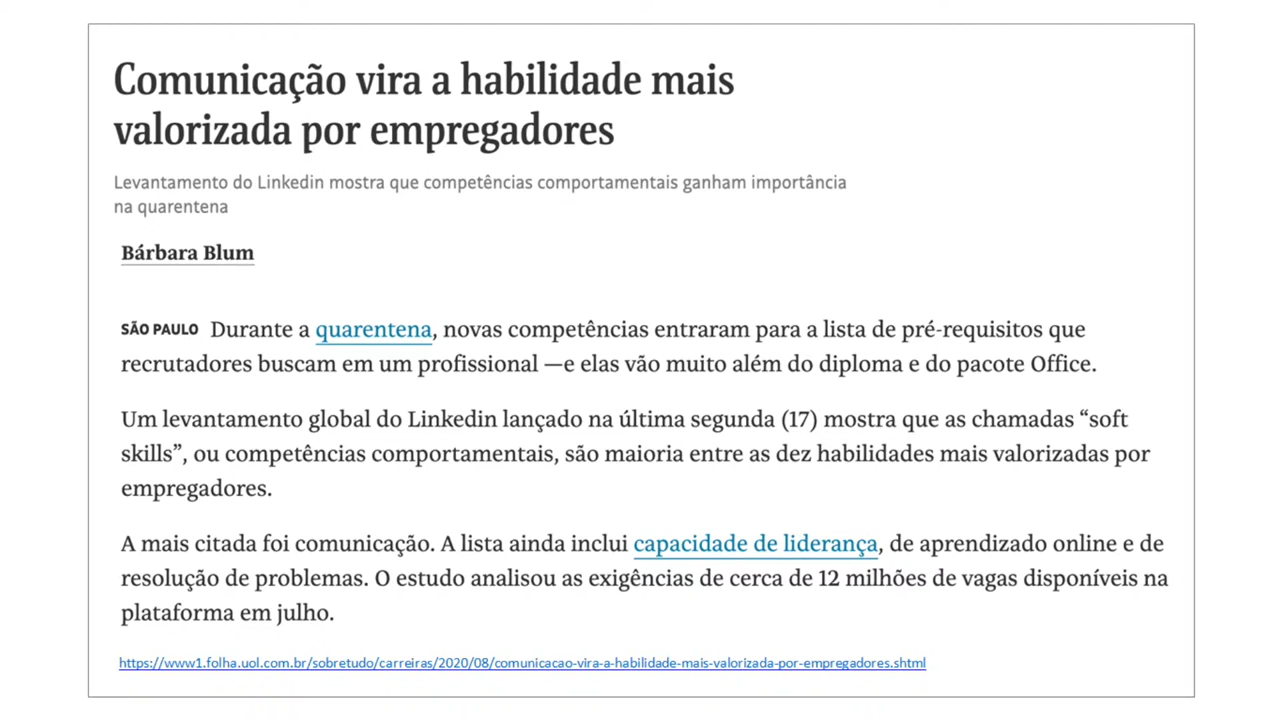 Comunicação vira a habilidade mais
valorizada por empregadores
Levantamento do Linkedin mostra que competências comportamentais ganham importância
na quarentena
Bárbara Blum
SÃO PAULO Durante a quarentena, novas competências entraram para a lista de pré-requisitos que
recrutadores buscam em um profissional —e elas vão muito além do diploma e do pacote Office.
Um levantamento global do Linkedin lançado na última segunda (17) mostra que as chamadas “soft
skills”, ou competências comportamentais, são maioria entre as dez habilidades mais valorizadas por
empregadores.
A mais citada foi comunicação. A lista ainda inclui capacidade de liderança, de aprendizado online e de
resolução de problemas. O estudo analisou as exigências de cerca de 12 milhões de vagas disponíveis na
plataforma em julho.
https://www1.folha.uol.com.br/sobretudo/carreiras/2020/08/comunicacao-vira-a-habilidade-mais-valorizada-por-empregadores.shtml